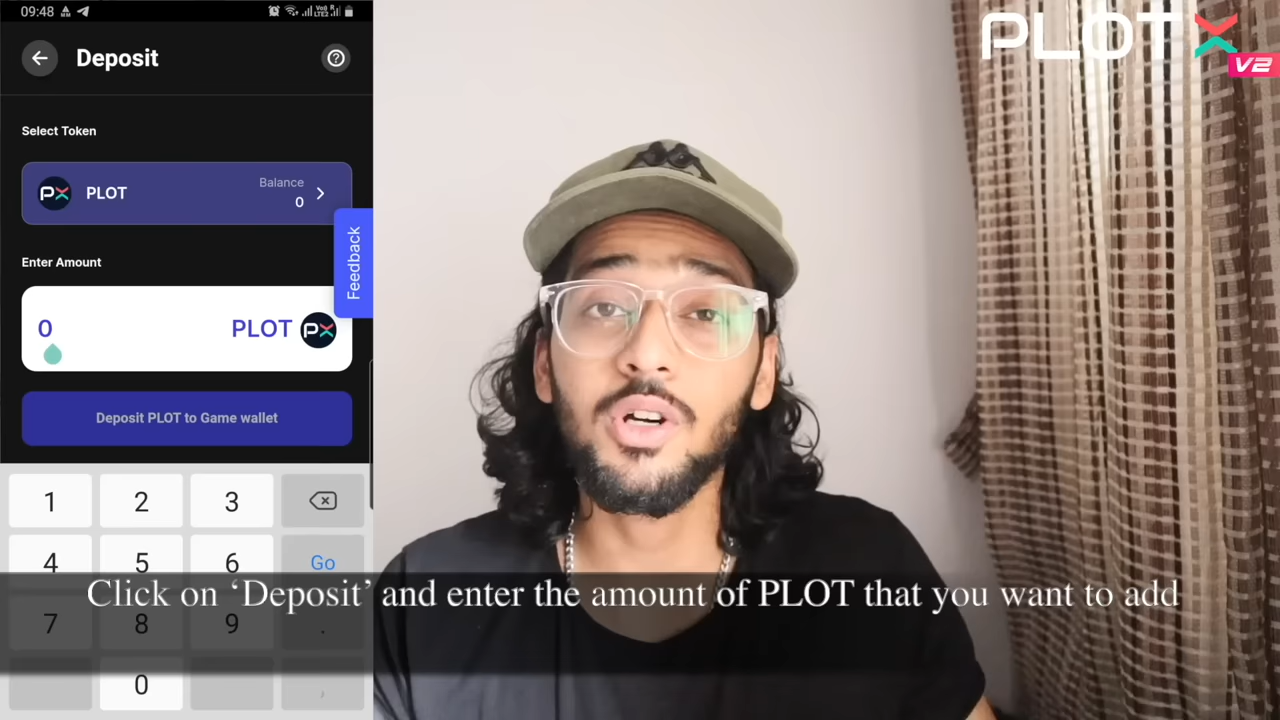 09:48
Deposit
Select Token
PLOT
Balance
0
Enter Amount
Feedback
0
PLOT
Deposit PLOT to Game wallet
1 2 3
4 5 6 Go
7 8 9 .
0 ,
Click on ‘Deposit’ and enter the amount of PLOT that you want to add
PLOTX
V2